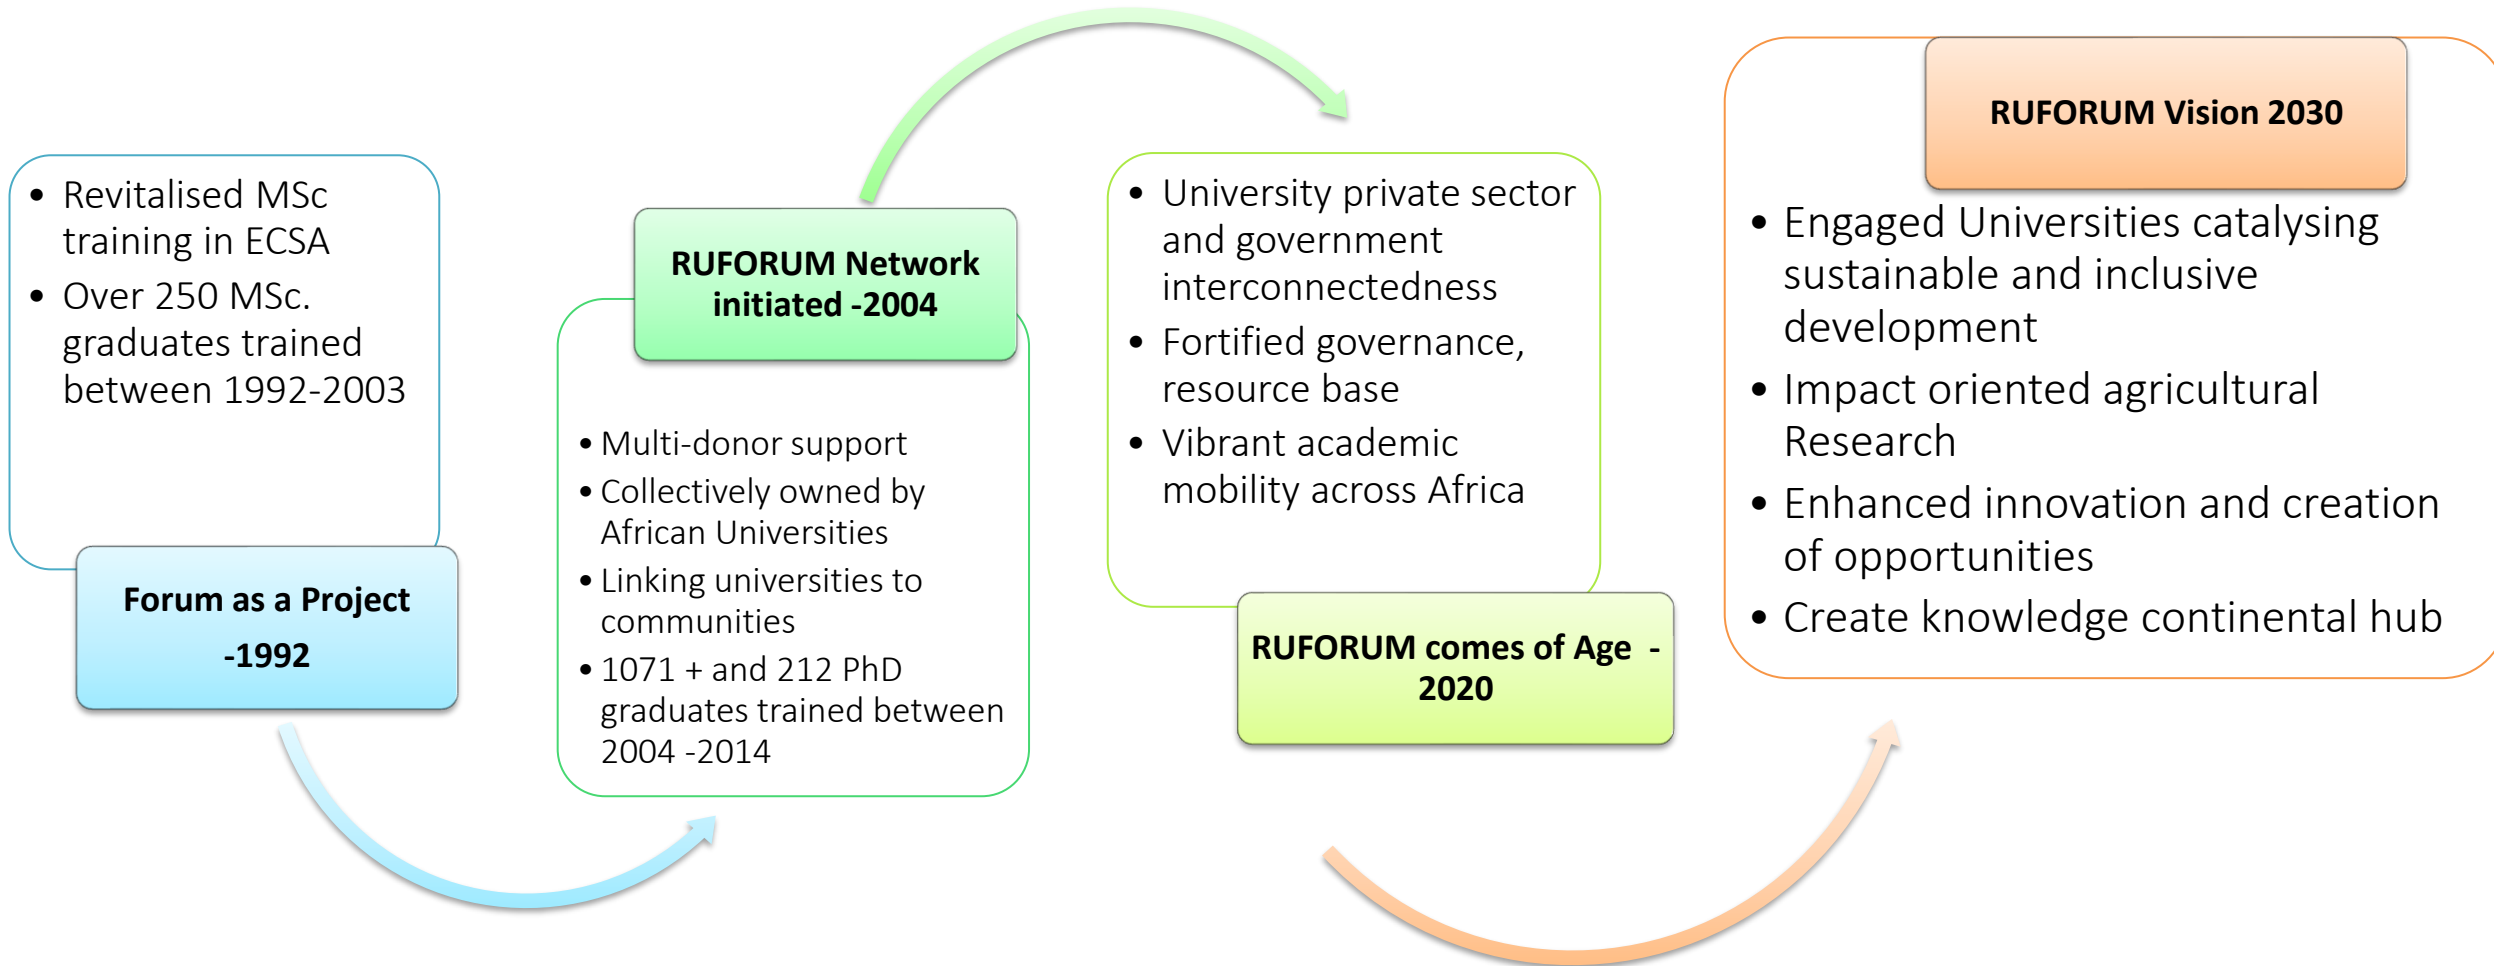 • Revitalised MSc
training in ECSA
• Over 250 MSc.
graduates trained
between 1992-2003
Forum as a Project
-1992
RUFORUM Network
initiated -2004
• Multi-donor support
• Collectively owned by
African Universities
• Linking universities to
communities
• 1071 + and 212 PhD
graduates trained between
2004 -2014
• University private sector
and government
interconnectedness
• Fortified governance,
resource base
• Vibrant academic
mobility across Africa
RUFORUM comes of Age -
2020
RUFORUM Vision 2030
• Engaged Universities catalysing
sustainable and inclusive
development
• Impact oriented agricultural
Research
• Enhanced innovation and creation
of opportunities
• Create knowledge continental hub